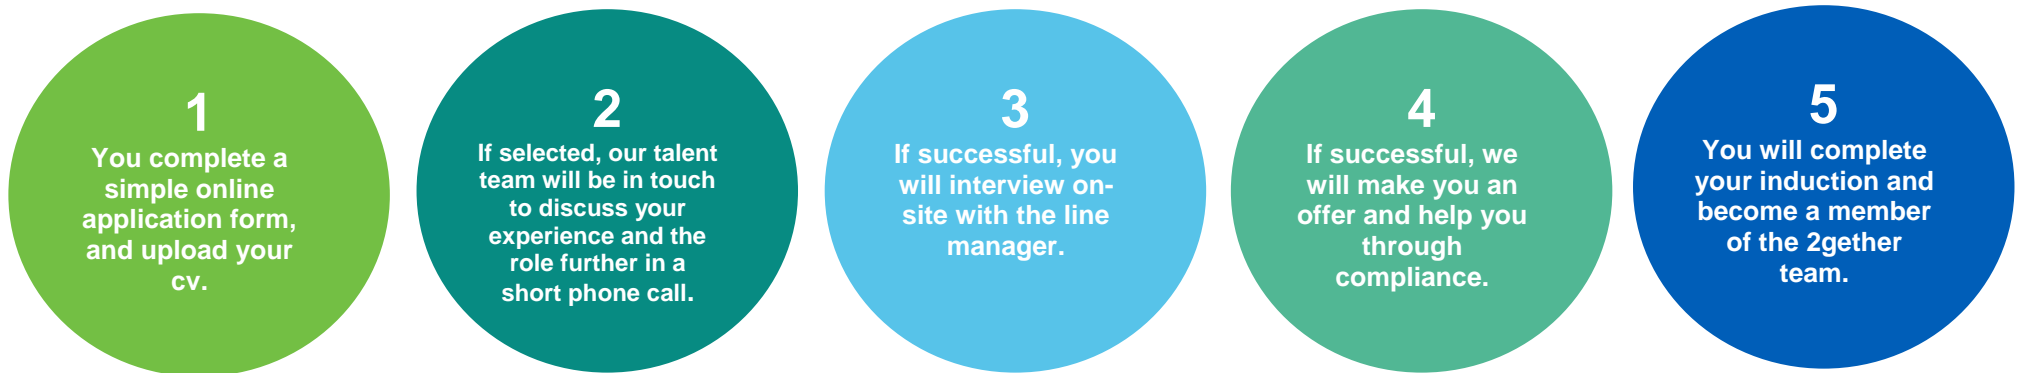 1
You complete a
simple online
application form,
and upload your
cv.
2
If selected, our talent
team will be in touch
to discuss your
experience and the
role further in a
short phone call.
3
If successful, you
will interview on-
site with the line
manager.
4
If successful, we
will make you an
offer and help you
through
compliance.
5
You will complete
your induction and
become a member
of the 2gether
team.